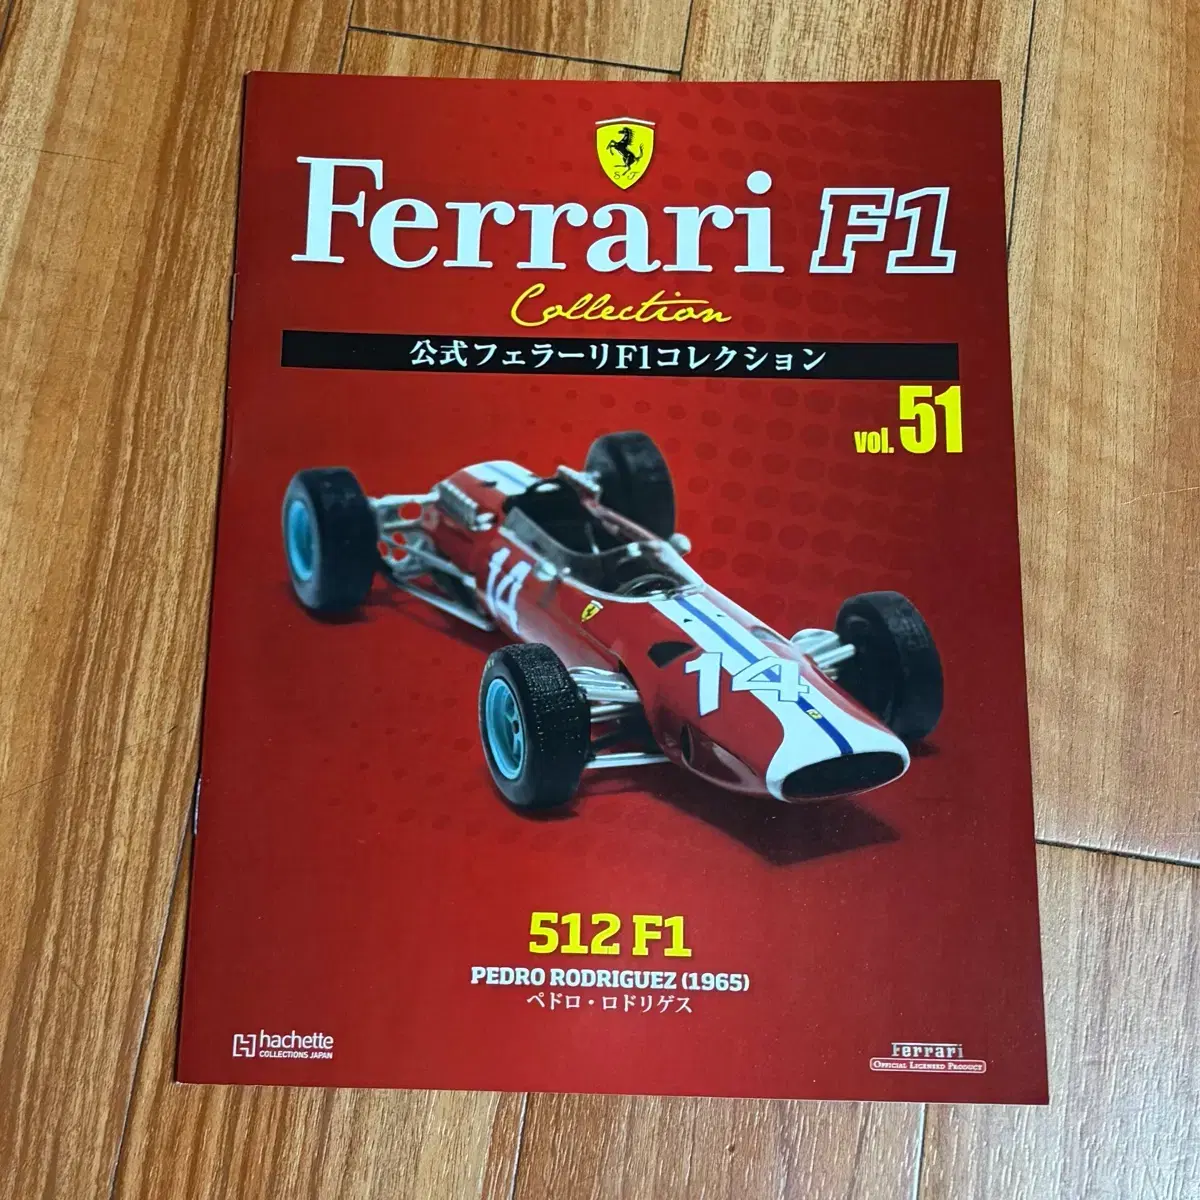 S F
Ferrari F1
Collection
公式フェラーリF1コレクション
vol. 51
14
14
512 F1
PEDRO RODRIGUEZ (1965)
ペドロ・ロドリゲス
hachette
COLLECTIONS JAPAN
Ferrari
OFFICIAL LICENSED PRODUCT